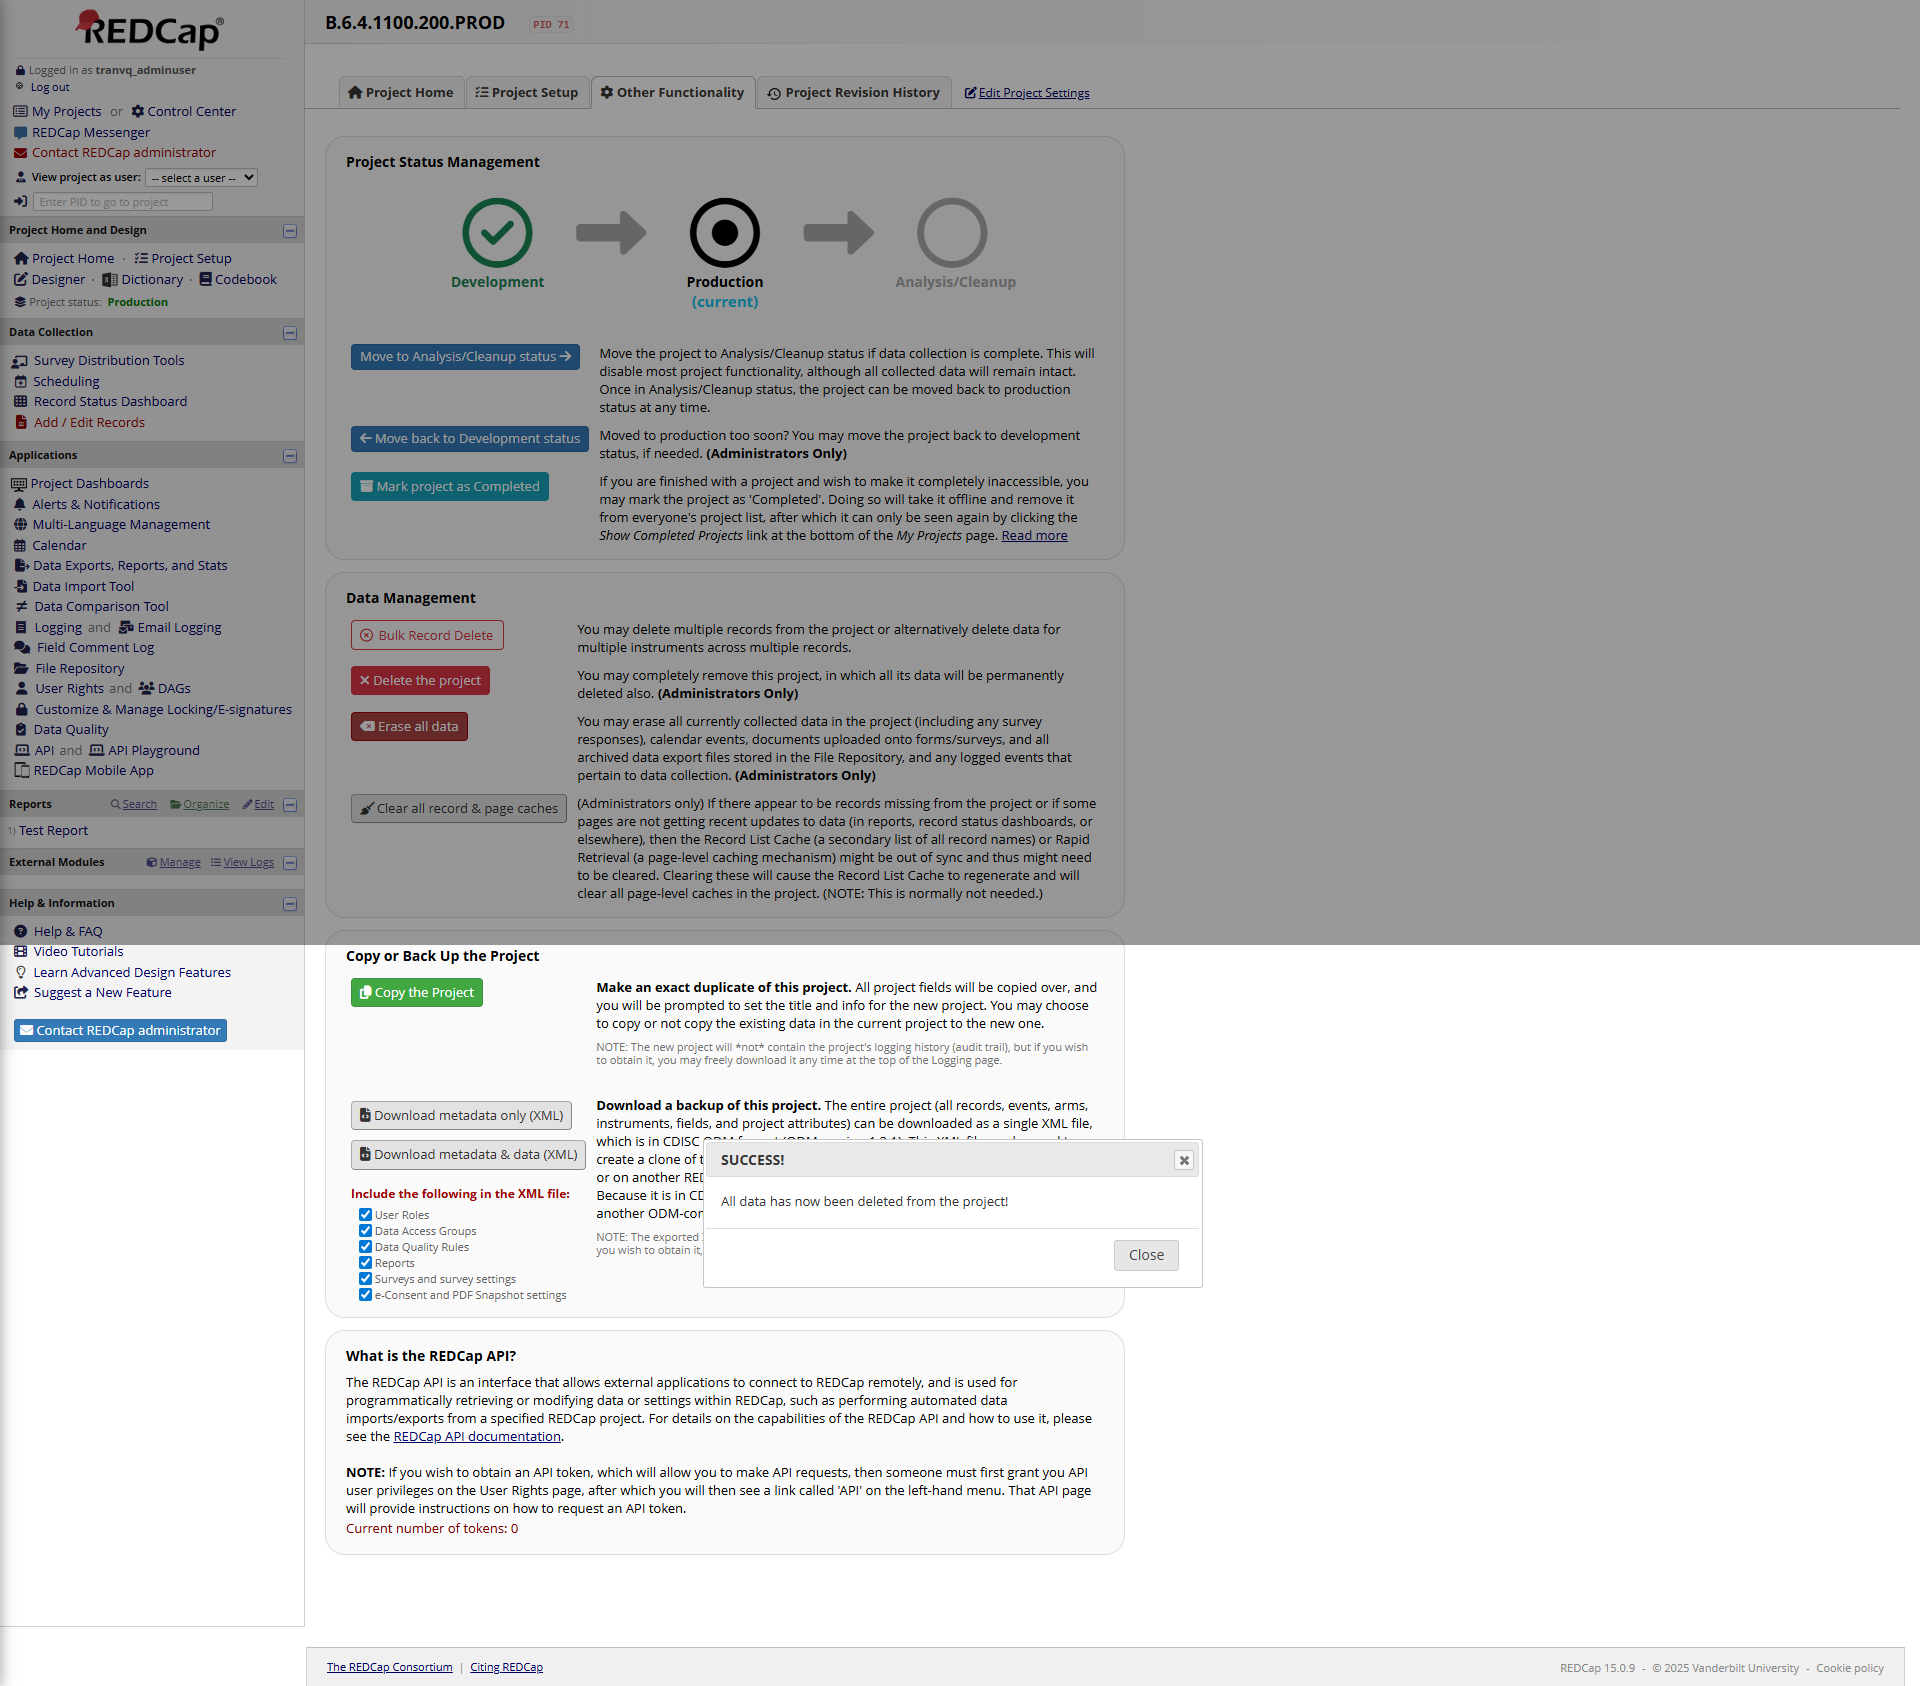 REDCap®
Logged in as tranvq_adminuser
Log out
My Projects or Control Center
REDCap Messenger
Contact REDCap administrator
View project as user: -- select a user --
Enter PID to go to project
Project Home and Design
Project Home · Project Setup
Designer · Dictionary · Codebook
Project status: Production
Data Collection
Survey Distribution Tools
Scheduling
Record Status Dashboard
Add / Edit Records
Applications
Project Dashboards
Alerts & Notifications
Multi-Language Management
Calendar
Data Exports, Reports, and Stats
Data Import Tool
Data Comparison Tool
Logging and Email Logging
Field Comment Log
File Repository
User Rights and DAGs
Customize & Manage Locking/E-signatures
Data Quality
API and API Playground
REDCap Mobile App
Reports Search Organize Edit
1) Test Report
External Modules Manage View Logs
Help & Information
Help & FAQ
Video Tutorials
Learn Advanced Design Features
Suggest a New Feature
Contact REDCap administrator
B.6.4.1100.200.PROD PID 71
Project Home Project Setup Other Functionality Project Revision History Edit Project Settings
Project Status Management
Development Production Analysis/Cleanup
(current)
Move to Analysis/Cleanup status
Move the project to Analysis/Cleanup status if data collection is complete. This will
disable most project functionality, although all collected data will remain intact.
Once in Analysis/Cleanup status, the project can be moved back to production
status at any time.
Move back to Development status
Moved to production too soon? You may move the project back to development
status, if needed. (Administrators Only)
Mark project as Completed
If you are finished with a project and wish to make it completely inaccessible, you
may mark the project as 'Completed'. Doing so will take it offline and remove it
from everyone's project list, after which it can only be seen again by clicking the
Show Completed Projects link at the bottom of the My Projects page. Read more
Data Management
Bulk Record Delete
You may delete multiple records from the project or alternatively delete data for
multiple instruments across multiple records.
Delete the project
You may completely remove this project, in which all its data will be permanently
deleted also. (Administrators Only)
Erase all data
You may erase all currently collected data in the project (including any survey
responses), calendar events, documents uploaded onto forms/surveys, and all
archived data export files stored in the File Repository, and any logged events that
pertain to data collection. (Administrators Only)
Clear all record & page caches
(Administrators only) If there appear to be records missing from the project or if some
pages are not getting recent updates to data (in reports, record status dashboards, or
elsewhere), then the Record List Cache (a secondary list of all record names) or Rapid
Retrieval (a page-level caching mechanism) might be out of sync and thus might need
to be cleared. Clearing these will cause the Record List Cache to regenerate and will
clear all page-level caches in the project. (NOTE: This is normally not needed.)
Copy or Back Up the Project
Copy the Project
Make an exact duplicate of this project. All project fields will be copied over, and
you will be prompted to set the title and info for the new project. You may choose
to copy or not copy the existing data in the current project to the new one.
NOTE: The new project will *not* contain the project's logging history (audit trail), but if you wish
to obtain it, you may freely download it any time at the top of the Logging page.
Download metadata only (XML)
Download metadata & data (XML)
Include the following in the XML file:
User Roles
Data Access Groups
Data Quality Rules
Reports
Surveys and survey settings
e-Consent and PDF Snapshot settings
Download a backup of this project. The entire project (all records, events, arms,
instruments, fields, and project attributes) can be downloaded as a single XML file,
which is in CDISC
create a clone of
or on another
Because it is in
another
NOTE: The exported
you wish to obtain it,
SUCCESS!
All data has now been deleted from the project!
Close
What is the REDCap API?
The REDCap API is an interface that allows external applications to connect to REDCap remotely, and is used for
programmatically retrieving or modifying data or settings within REDCap, such as performing automated data
imports/exports from a specified REDCap project. For details on the capabilities of the REDCap API and how to use it, please
see the REDCap API documentation.
NOTE: If you wish to obtain an API token, which will allow you to make API requests, then someone must first grant you API
user privileges on the User Rights page, after which you will then see a link called 'API' on the left-hand menu. That API page
will provide instructions on how to request an API token.
Current number of tokens: 0
The REDCap Consortium | Citing REDCap
REDCap 15.0.9 - © 2025 Vanderbilt University - Cookie policy